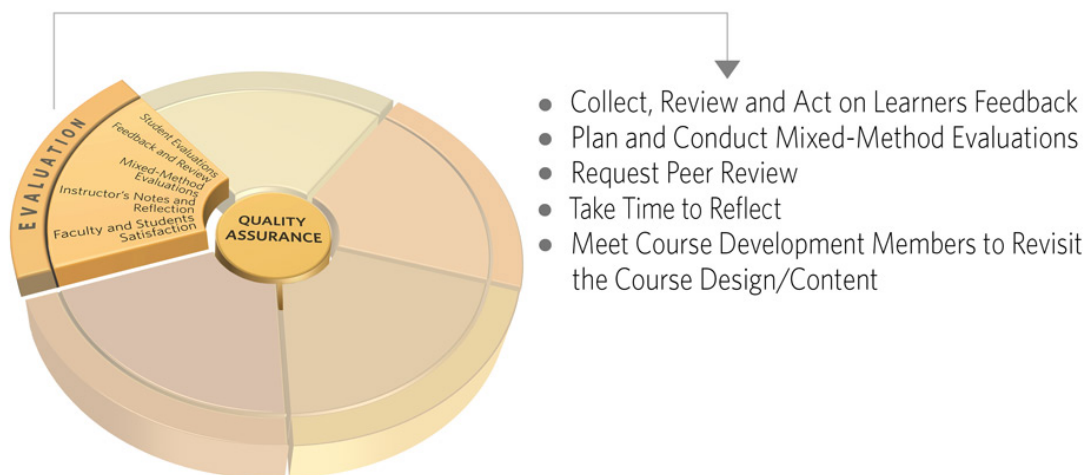 EVALUATION
Student Evaluations
Feedback and Review
Mixed-Method
Evaluations
Instructor's Notes and
Reflection
Faculty and Students
Satisfaction
QUALITY
ASSURANCE
Collect, Review and Act on Learners Feedback
Plan and Conduct Mixed-Method Evaluations
Request Peer Review
Take Time to Reflect
Meet Course Development Members to Revisit
the Course Design/Content